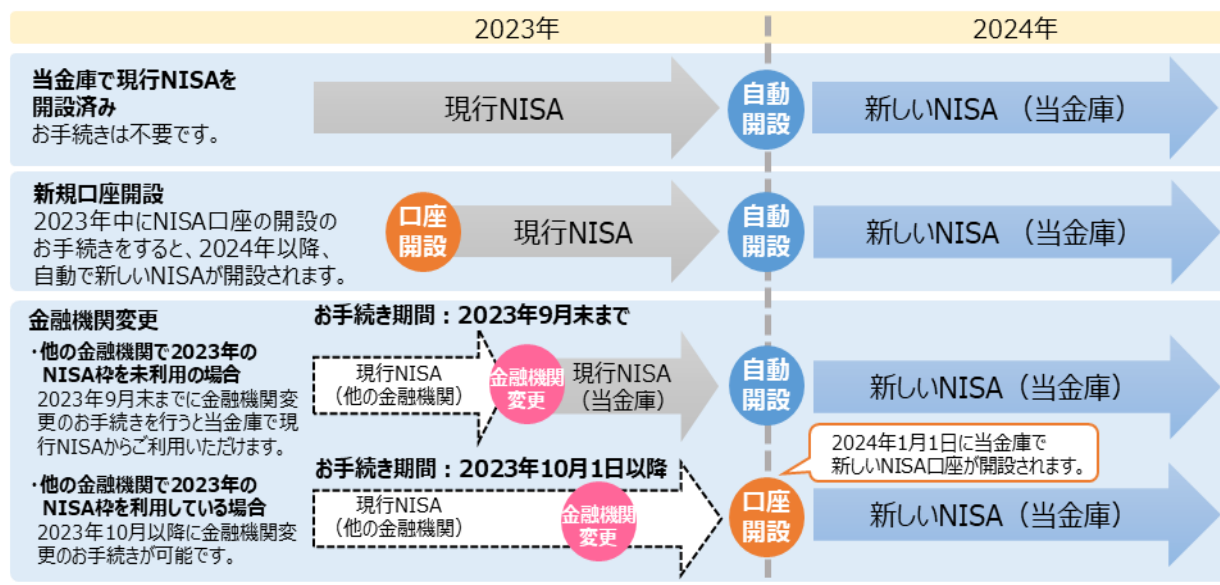 2023年
2024年
当金庫で現行NISAを
開設済み
お手続きは不要です。
現行NISA
自動
開設
新しいNISA （当金庫）
新規口座開設
2023年中にNISA口座の開設の
お手続きをすると、2024年以降、
自動で新しいNISAが開設されます。
口座
開設
現行NISA
自動
開設
新しいNISA （当金庫）
金融機関変更
・他の金融機関で2023年の
NISA枠を未利用の場合
2023年9月末までに金融機関変
更のお手続きを行うと当金庫で現
行NISAからご利用いただけます。
お手続き期間：2023年9月末まで
現行NISA
（他の金融機関）
金融機関
変更
現行NISA
（当金庫）
自動
開設
新しいNISA（当金庫）
・他の金融機関で2023年の
NISA枠を利用している場合
2023年10月以降に金融機関変
更のお手続きが可能です。
お手続き期間：2023年10月1日以降
現行NISA
（他の金融機関）
金融機関
変更
口座
開設
2024年1月1日に当金庫で
新しいNISA口座が開設されます。
新しいNISA（当金庫）